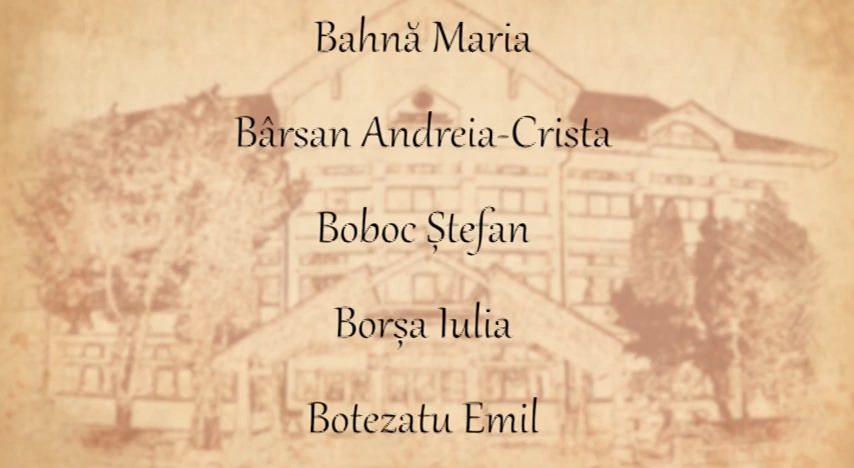 Bahnă Maria
Bârsan Andreia-Crista
Boboc Ștefan
Borșa Iulia
Botezatu Emil